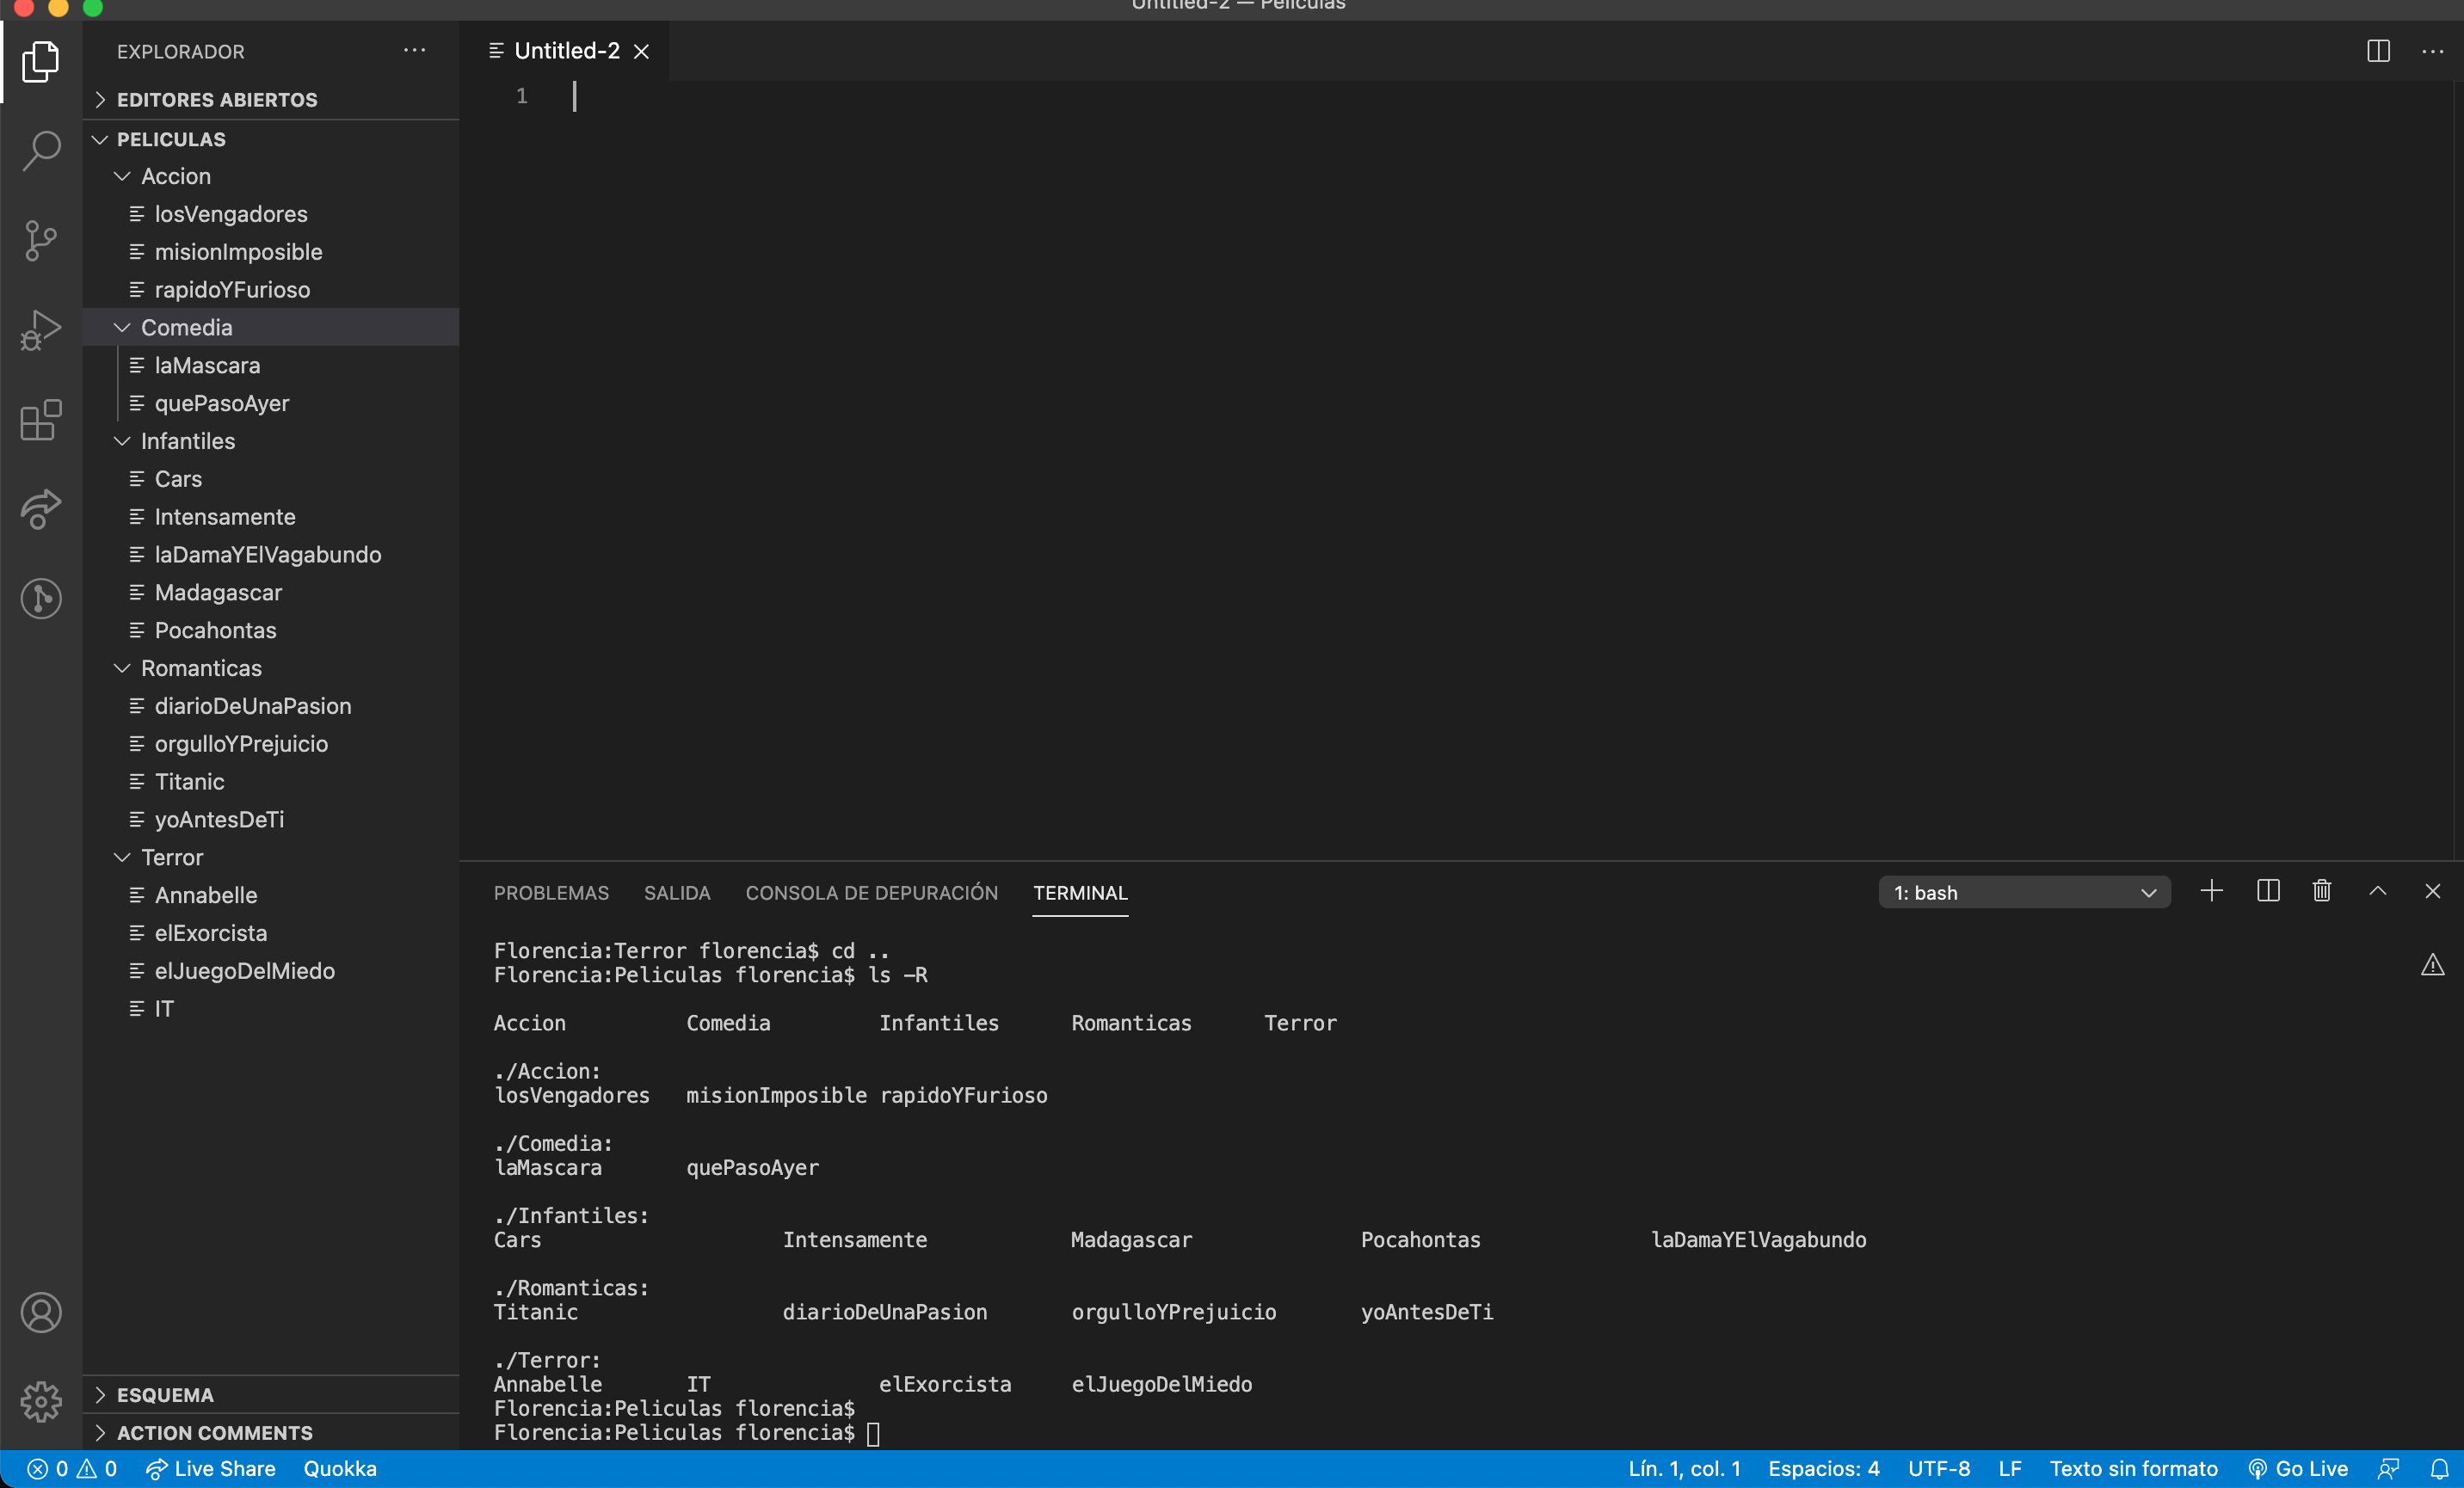 Untitled-2 — Peliculas
EXPLORADOR
EDITORES ABIERTOS
PELICULAS
Accion
losVengadores
misionImposible
rapidoYFurioso
Comedia
laMascara
quePasoAyer
Infantiles
Cars
Intensamente
laDamaYElVagabundo
Madagascar
Pocahontas
Romanticas
diarioDeUnaPasion
orgulloYPrejuicio
Titanic
yoAntesDeTi
Terror
Annabelle
elExorcista
elJuegoDelMiedo
IT
ESQUEMA
ACTION COMMENTS
Untitled-2
1
PROBLEMAS SALIDA CONSOLA DE DEPURACIÓN TERMINAL 1: bash
Florencia:Terror florencia$ cd ..
Florencia:Peliculas florencia$ ls -R
Accion Comedia Infantiles Romanticas Terror
./Accion:
losVengadores misionImposible rapidoYFurioso
./Comedia:
laMascara quePasoAyer
./Infantiles:
Cars Intensamente Madagascar Pocahontas laDamaYElVagabundo
./Romanticas:
Titanic diarioDeUnaPasion orgulloYPrejuicio yoAntesDeTi
./Terror:
Annabelle IT elExorcista elJuegoDelMiedo
Florencia:Peliculas florencia$
Florencia:Peliculas florencia$
0 0 Live Share Quokka Lín. 1, col. 1 Espacios: 4 UTF-8 LF Texto sin formato Go Live